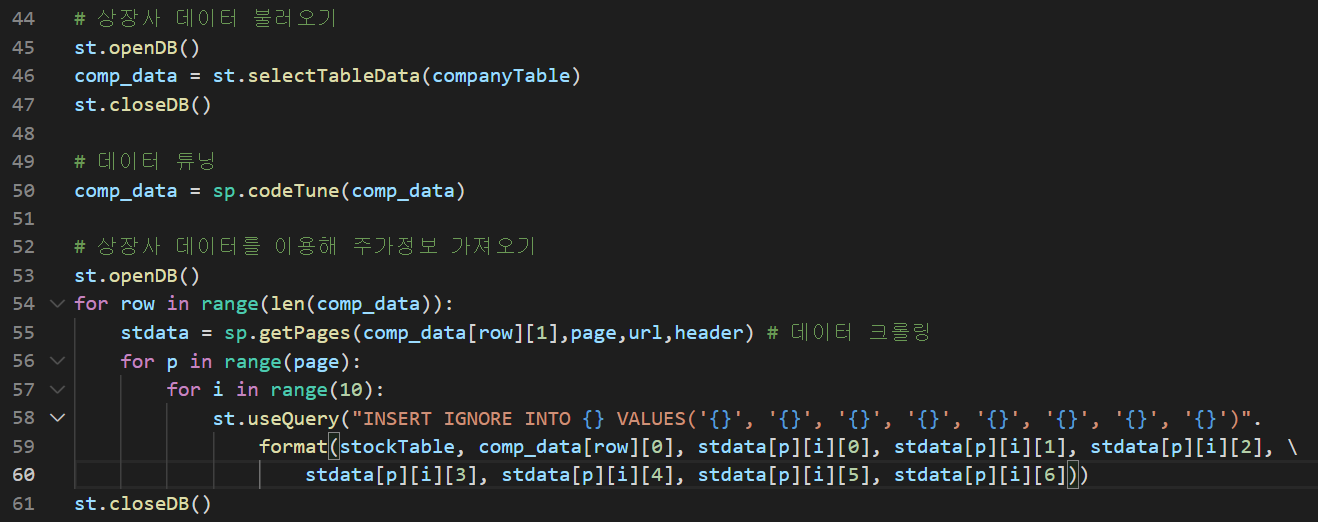 44 # 상장사 데이터 불러오기
45 st.openDB()
46 comp_data = st.selectTableData(companyTable)
47 st.closeDB()
48
49 # 데이터 튜닝
50 comp_data = sp.codeTune(comp_data)
51
52 # 상장사 데이터를 이용해 주가정보 가져오기
53 st.openDB()
54 for row in range(len(comp_data)):
55 stdata = sp.getPages(comp_data[row][1],page,url,header) # 데이터 크롤링
56 for p in range(page):
57 for i in range(10):
58 st.useQuery("INSERT IGNORE INTO {} VALUES('{}', '{}', '{}', '{}', '{}', '{}', '{}', '{}')".
59 format(stockTable, comp_data[row][0], stdata[p][i][0], stdata[p][i][1], stdata[p][i][2], \
60 stdata[p][i][3], stdata[p][i][4], stdata[p][i][5], stdata[p][i][6]))
61 st.closeDB()